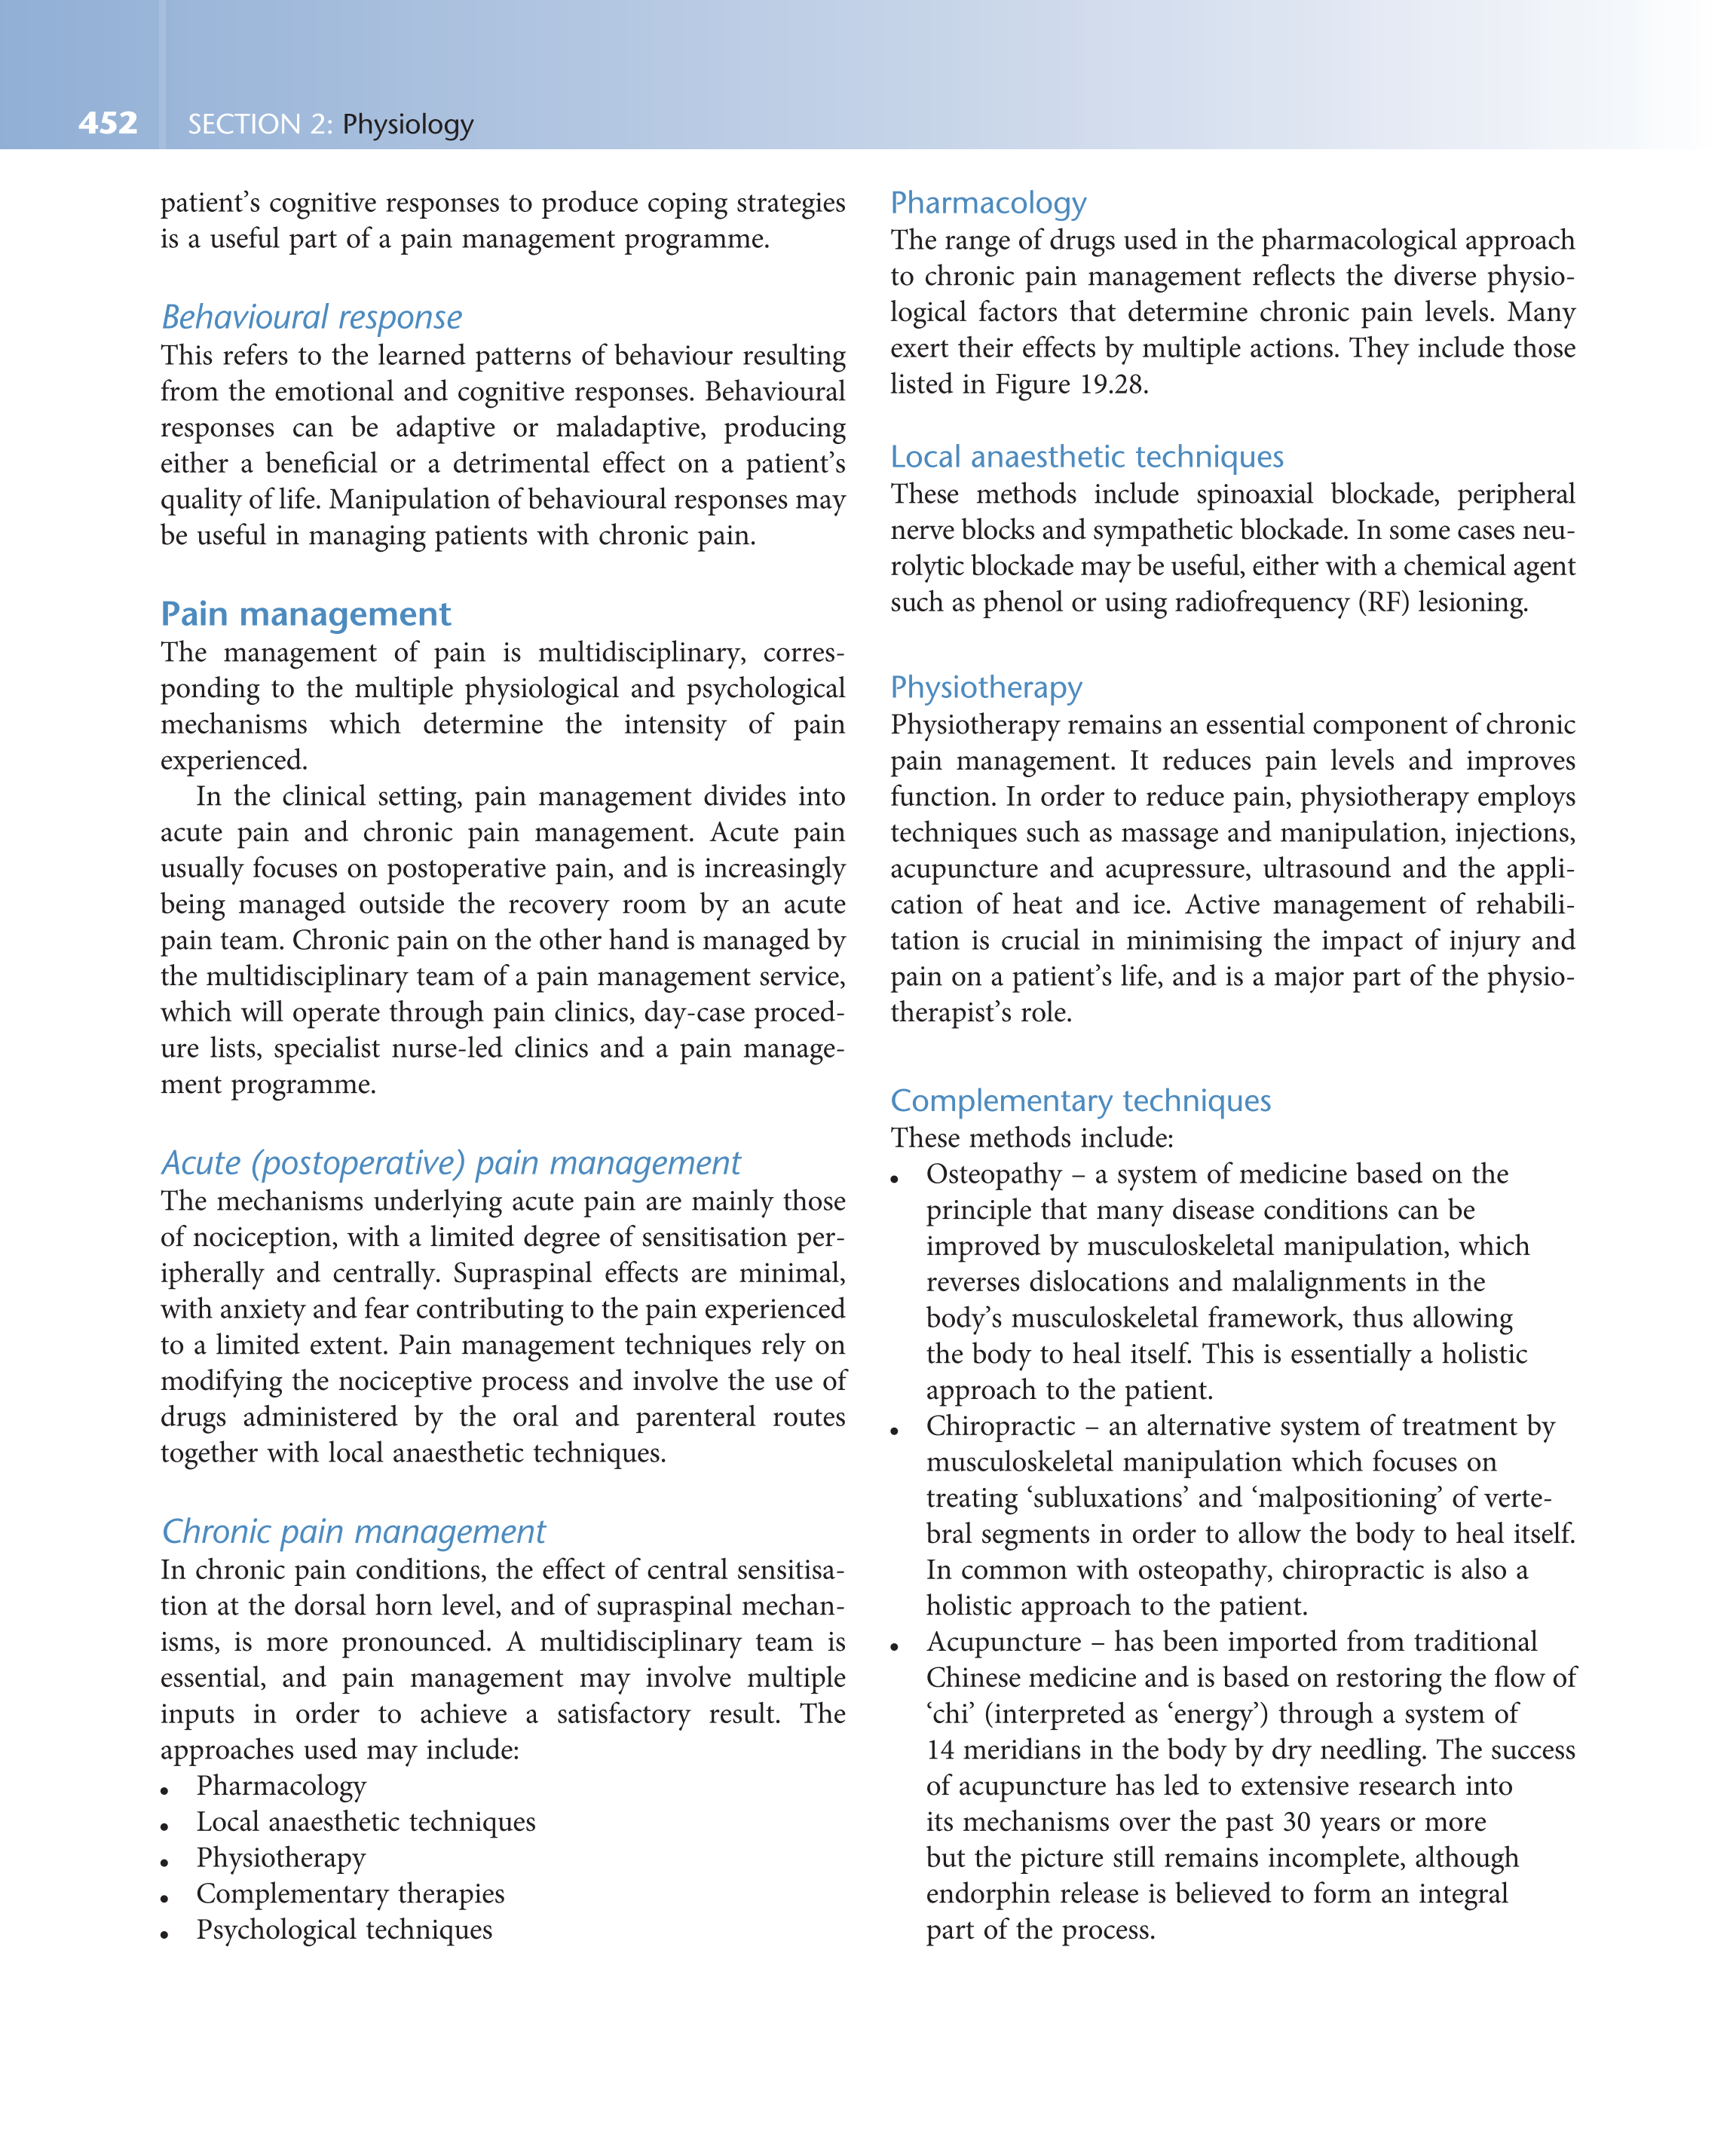 452
SECTION 2: Physiology
patient’s cognitive responses to produce coping strategies
is a useful part of a pain management programme.
Behavioural response
This refers to the learned patterns of behaviour resulting
from the emotional and cognitive responses. Behavioural
responses can be adaptive or maladaptive, producing
either a beneficial or a detrimental effect on a patient’s
quality of life. Manipulation of behavioural responses may
be useful in managing patients with chronic pain.
Pain management
The management of pain is multidisciplinary, corres-
ponding to the multiple physiological and psychological
mechanisms which determine the intensity of pain
experienced.
In the clinical setting, pain management divides into
acute pain and chronic pain management. Acute pain
usually focuses on postoperative pain, and is increasingly
being managed outside the recovery room by an acute
pain team. Chronic pain on the other hand is managed by
the multidisciplinary team of a pain management service,
which will operate through pain clinics, day-case proced-
ure lists, specialist nurse-led clinics and a pain manage-
ment programme.
Acute (postoperative) pain management
The mechanisms underlying acute pain are mainly those
of nociception, with a limited degree of sensitisation per-
ipherally and centrally. Supraspinal effects are minimal,
with anxiety and fear contributing to the pain experienced
to a limited extent. Pain management techniques rely on
modifying the nociceptive process and involve the use of
drugs administered by the oral and parenteral routes
together with local anaesthetic techniques.
Chronic pain management
In chronic pain conditions, the effect of central sensitisa-
tion at the dorsal horn level, and of supraspinal mechan-
isms, is more pronounced. A multidisciplinary team is
essential, and pain management may involve multiple
inputs in order to achieve a satisfactory result. The
approaches used may include:
• Pharmacology
• Local anaesthetic techniques
• Physiotherapy
• Complementary therapies
• Psychological techniques
Pharmacology
The range of drugs used in the pharmacological approach
to chronic pain management reflects the diverse physio-
logical factors that determine chronic pain levels. Many
exert their effects by multiple actions. They include those
listed in Figure 19.28.
Local anaesthetic techniques
These methods include spinoaxial blockade, peripheral
nerve blocks and sympathetic blockade. In some cases neu-
rolytic blockade may be useful, either with a chemical agent
such as phenol or using radiofrequency (RF) lesioning.
Physiotherapy
Physiotherapy remains an essential component of chronic
pain management. It reduces pain levels and improves
function. In order to reduce pain, physiotherapy employs
techniques such as massage and manipulation, injections,
acupuncture and acupressure, ultrasound and the appli-
cation of heat and ice. Active management of rehabili-
tation is crucial in minimising the impact of injury and
pain on a patient’s life, and is a major part of the physio-
therapist’s role.
Complementary techniques
These methods include:
• Osteopathy – a system of medicine based on the
principle that many disease conditions can be
improved by musculoskeletal manipulation, which
reverses dislocations and malalignments in the
body’s musculoskeletal framework, thus allowing
the body to heal itself. This is essentially a holistic
approach to the patient.
• Chiropractic – an alternative system of treatment by
musculoskeletal manipulation which focuses on
treating ‘subluxations’ and ‘malpositioning’ of verte-
bral segments in order to allow the body to heal itself.
In common with osteopathy, chiropractic is also a
holistic approach to the patient.
• Acupuncture – has been imported from traditional
Chinese medicine and is based on restoring the flow of
‘chi’ (interpreted as ‘energy’) through a system of
14 meridians in the body by dry needling. The success
of acupuncture has led to extensive research into
its mechanisms over the past 30 years or more
but the picture still remains incomplete, although
endorphin release is believed to form an integral
part of the process.